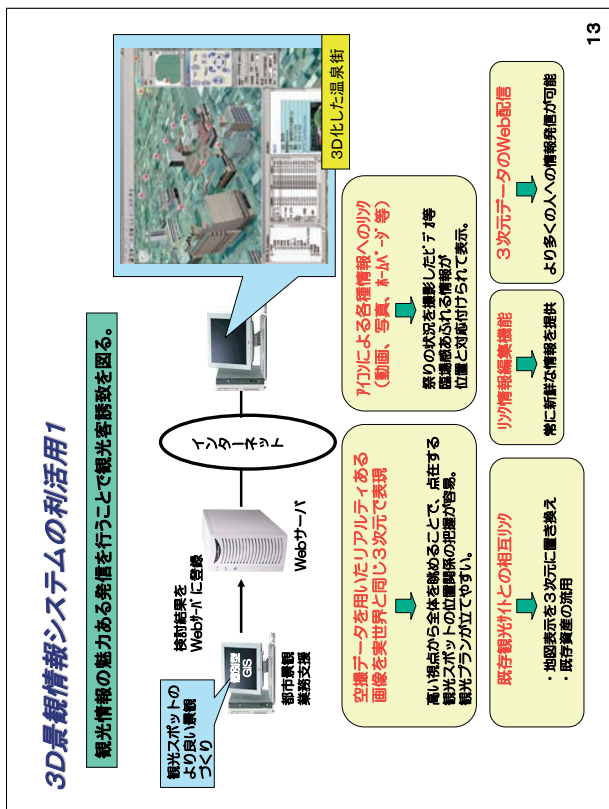 3D景観情報システムの利活用1
観光情報の魅力ある発信を行うことで観光客誘致を図る。
観光スポットの
より良い景観
づくり
GIS
都市景観
業務支援
検討結果を
Webサーバに登録
Webサーバ
インターネット
3D化した温泉街
空撮データを用いたリアルティある
画像を実世界と同じ3次元で表現
高い視点から全体を眺めることで、点在する
観光スポットの位置関係の把握が容易。
観光プランが立てやすい。
アイコンによる各種情報へのリンク
(動画、写真、ホームページ等)
祭りの状況を撮影したビデオ等
臨場感あふれる情報が
位置と対応付けられて表示。
既存観光サイトとの相互リンク
・地図表示を3次元に置き換え
・既存資産の流用
リンク情報編集機能
常に新鮮な情報を提供
3次元データのWeb配信
より多くの人への情報発信が可能
13